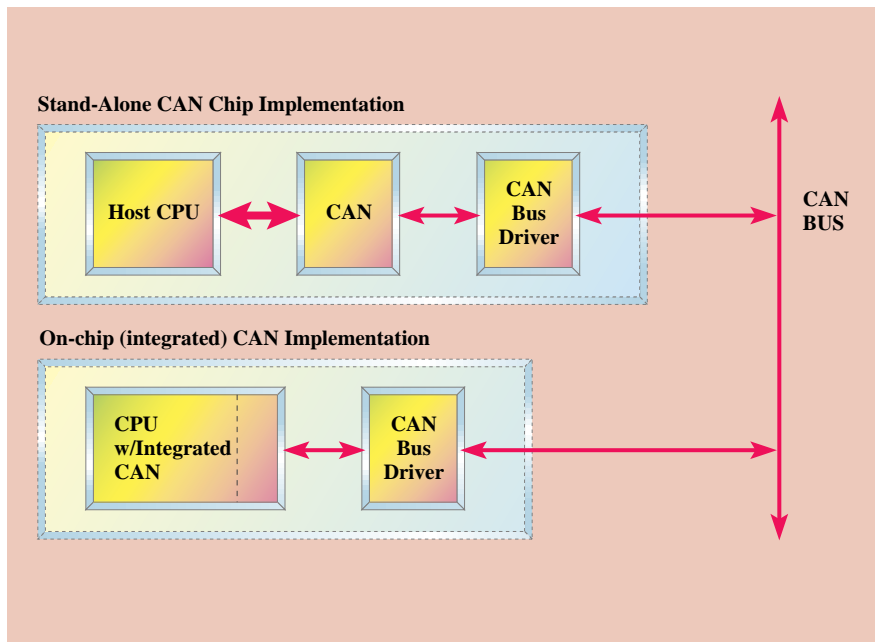 Stand-Alone CAN Chip Implementation
Host CPU
CAN
CAN
Bus
Driver
CAN
BUS
On-chip (integrated) CAN Implementation
CPU
w/Integrated
CAN
CAN
Bus
Driver